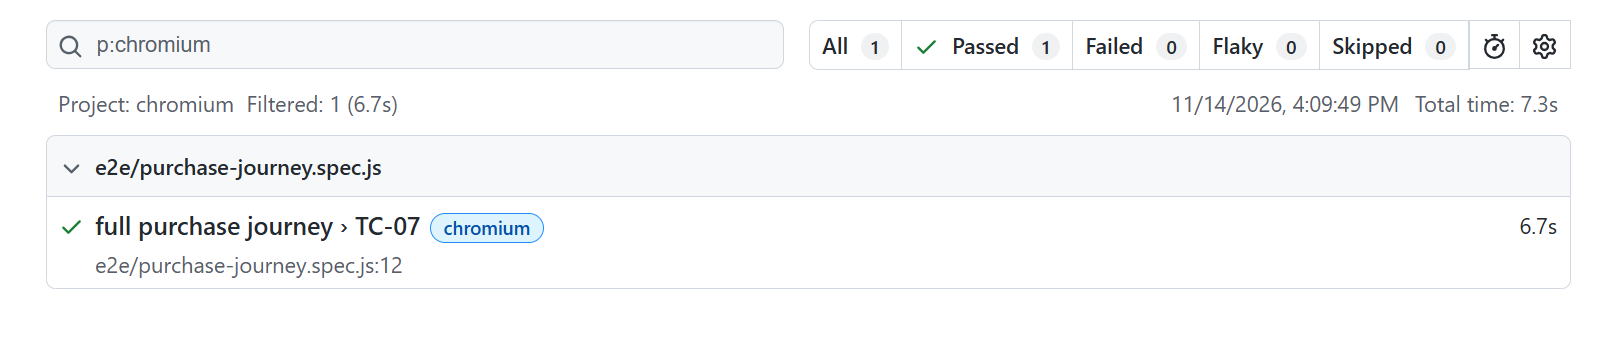 p:chromium
All 1 Passed 1 Failed 0 Flaky 0 Skipped 0
Project: chromium Filtered: 1 (6.7s)
11/14/2026, 4:09:49 PM Total time: 7.3s
e2e/purchase-journey.spec.js
full purchase journey › TC-07 chromium 6.7s
e2e/purchase-journey.spec.js:12